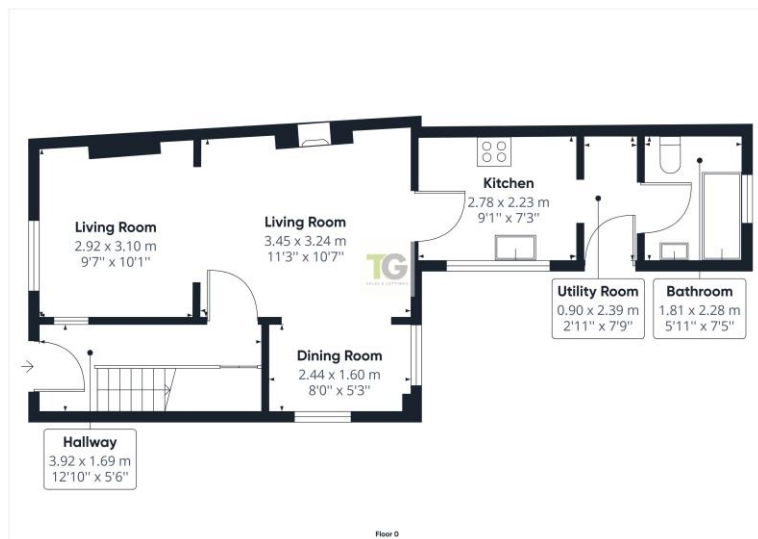 Living Room
2.92 x 3.10 m
9'7" x 10'1"
Living Room
3.45 x 3.24 m
11'3" x 10'7"
Kitchen
2.78 x 2.23 m
9'1" x 7'3"
TG
Utility Room
0.90 x 2.39 m
2'11" x 7'9"
Bathroom
1.81 x 2.28 m
5'11" x 7'5"
Dining Room
2.44 x 1.60 m
8'0" x 5'3"
Hallway
3.92 x 1.69 m
12'10" x 5'6"
Floor 0